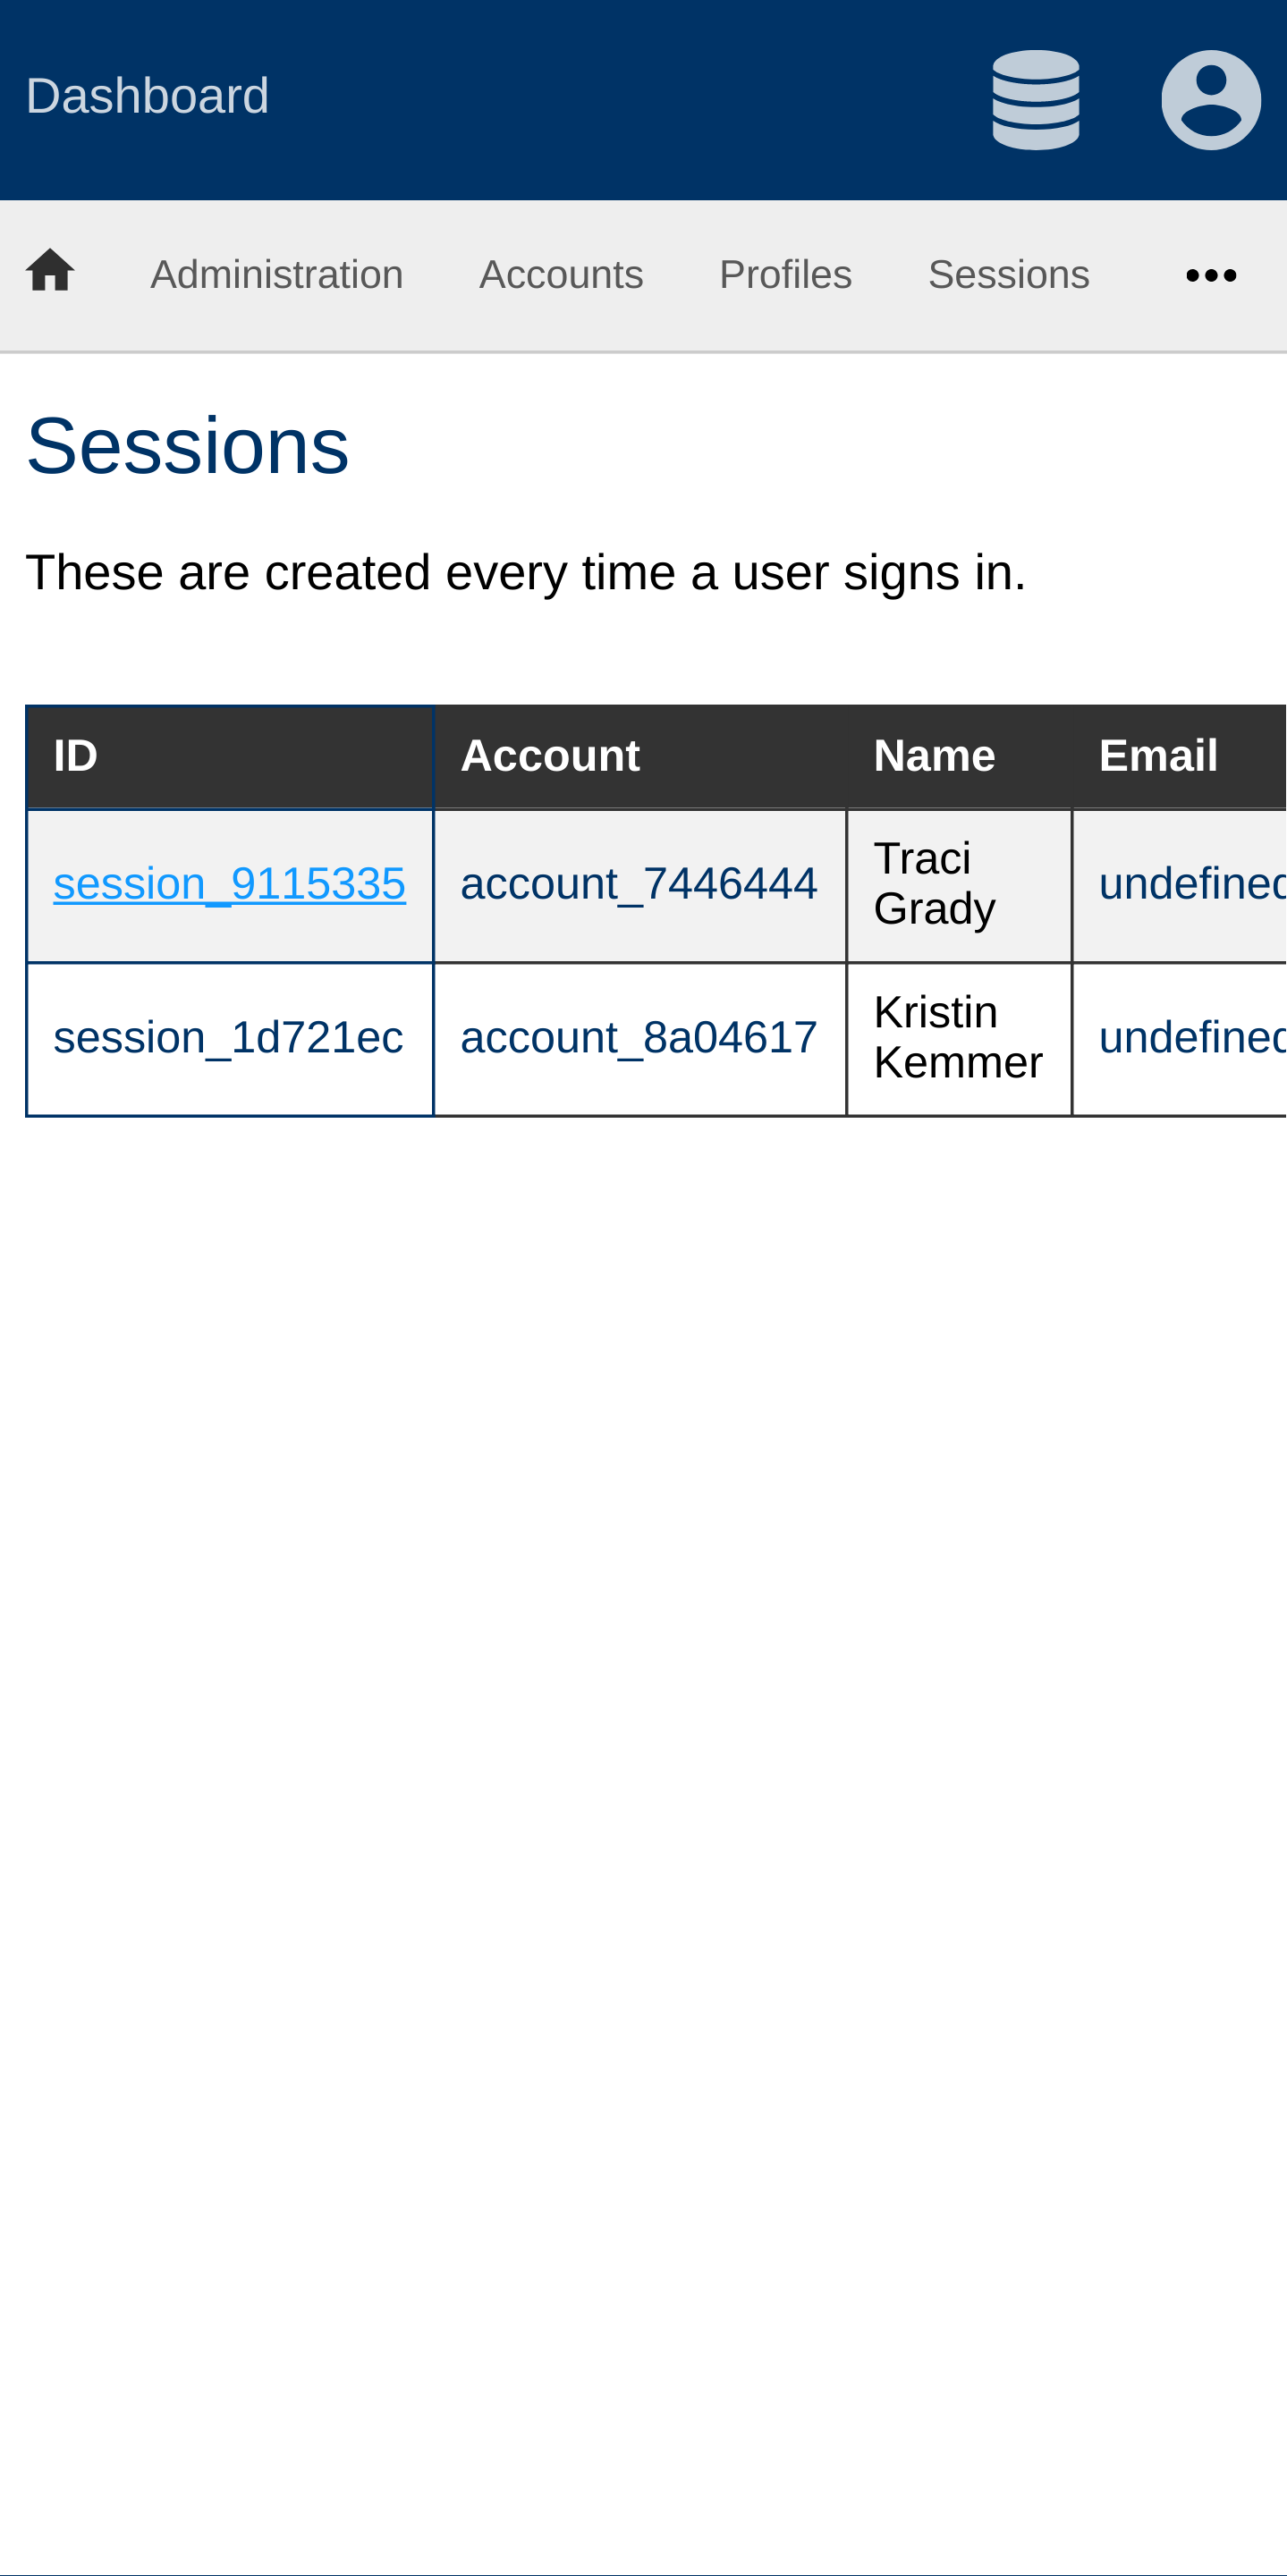 Dashboard
Administration Accounts Profiles Sessions
Sessions
These are created every time a user signs in.
ID Account Name Email
session_9115335 account_7446444 Traci Grady undefined
session_1d721ec account_8a04617 Kristin Kemmer undefined